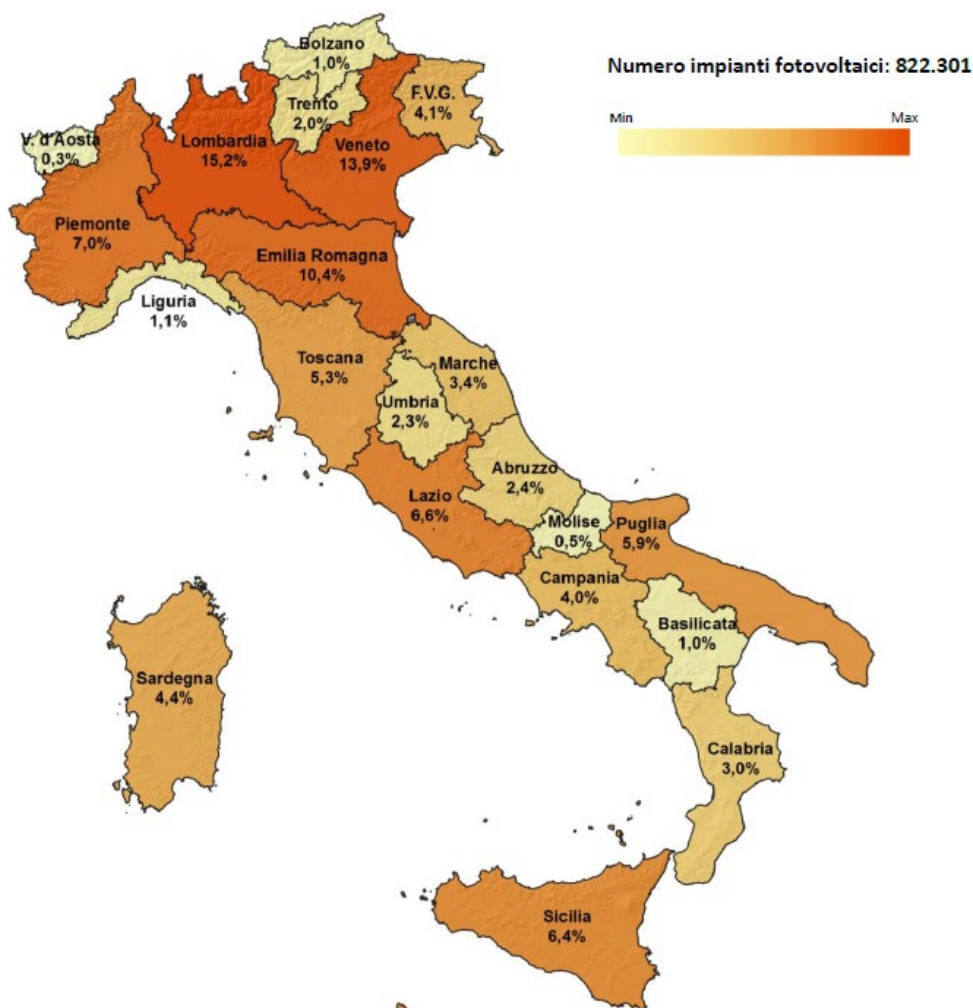 Numero impianti fotovoltaici: 822.301
Min
Max
Bolzano
1,0%
Trento
2,0%
F.V.G.
4,1%
V. d'Aosta
0,3%
Lombardia
15,2%
Veneto
13,9%
Piemonte
7,0%
Emilia Romagna
10,4%
Liguria
1,1%
Toscana
5,3%
Marche
3,4%
Umbria
2,3%
Abruzzo
2,4%
Lazio
6,6%
Molise
0,5%
Puglia
5,9%
Campania
4,0%
Basilicata
1,0%
Sardegna
4,4%
Calabria
3,0%
Sicilia
6,4%